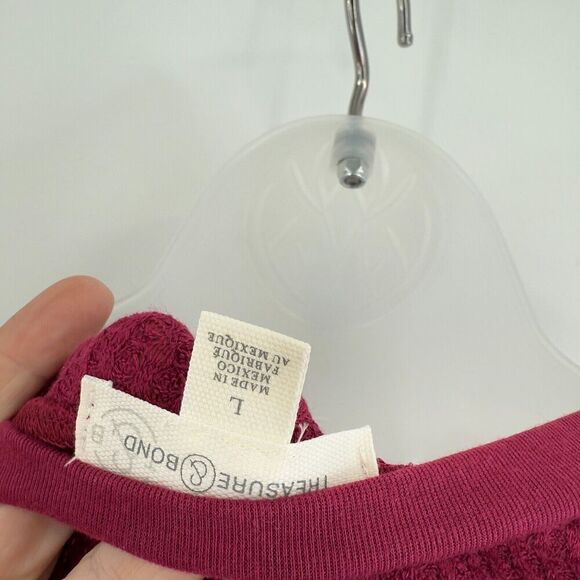 TREASURE & BOND
L
MADE IN
MEXICO
FABRIQUÉ
AU MEXIQUE